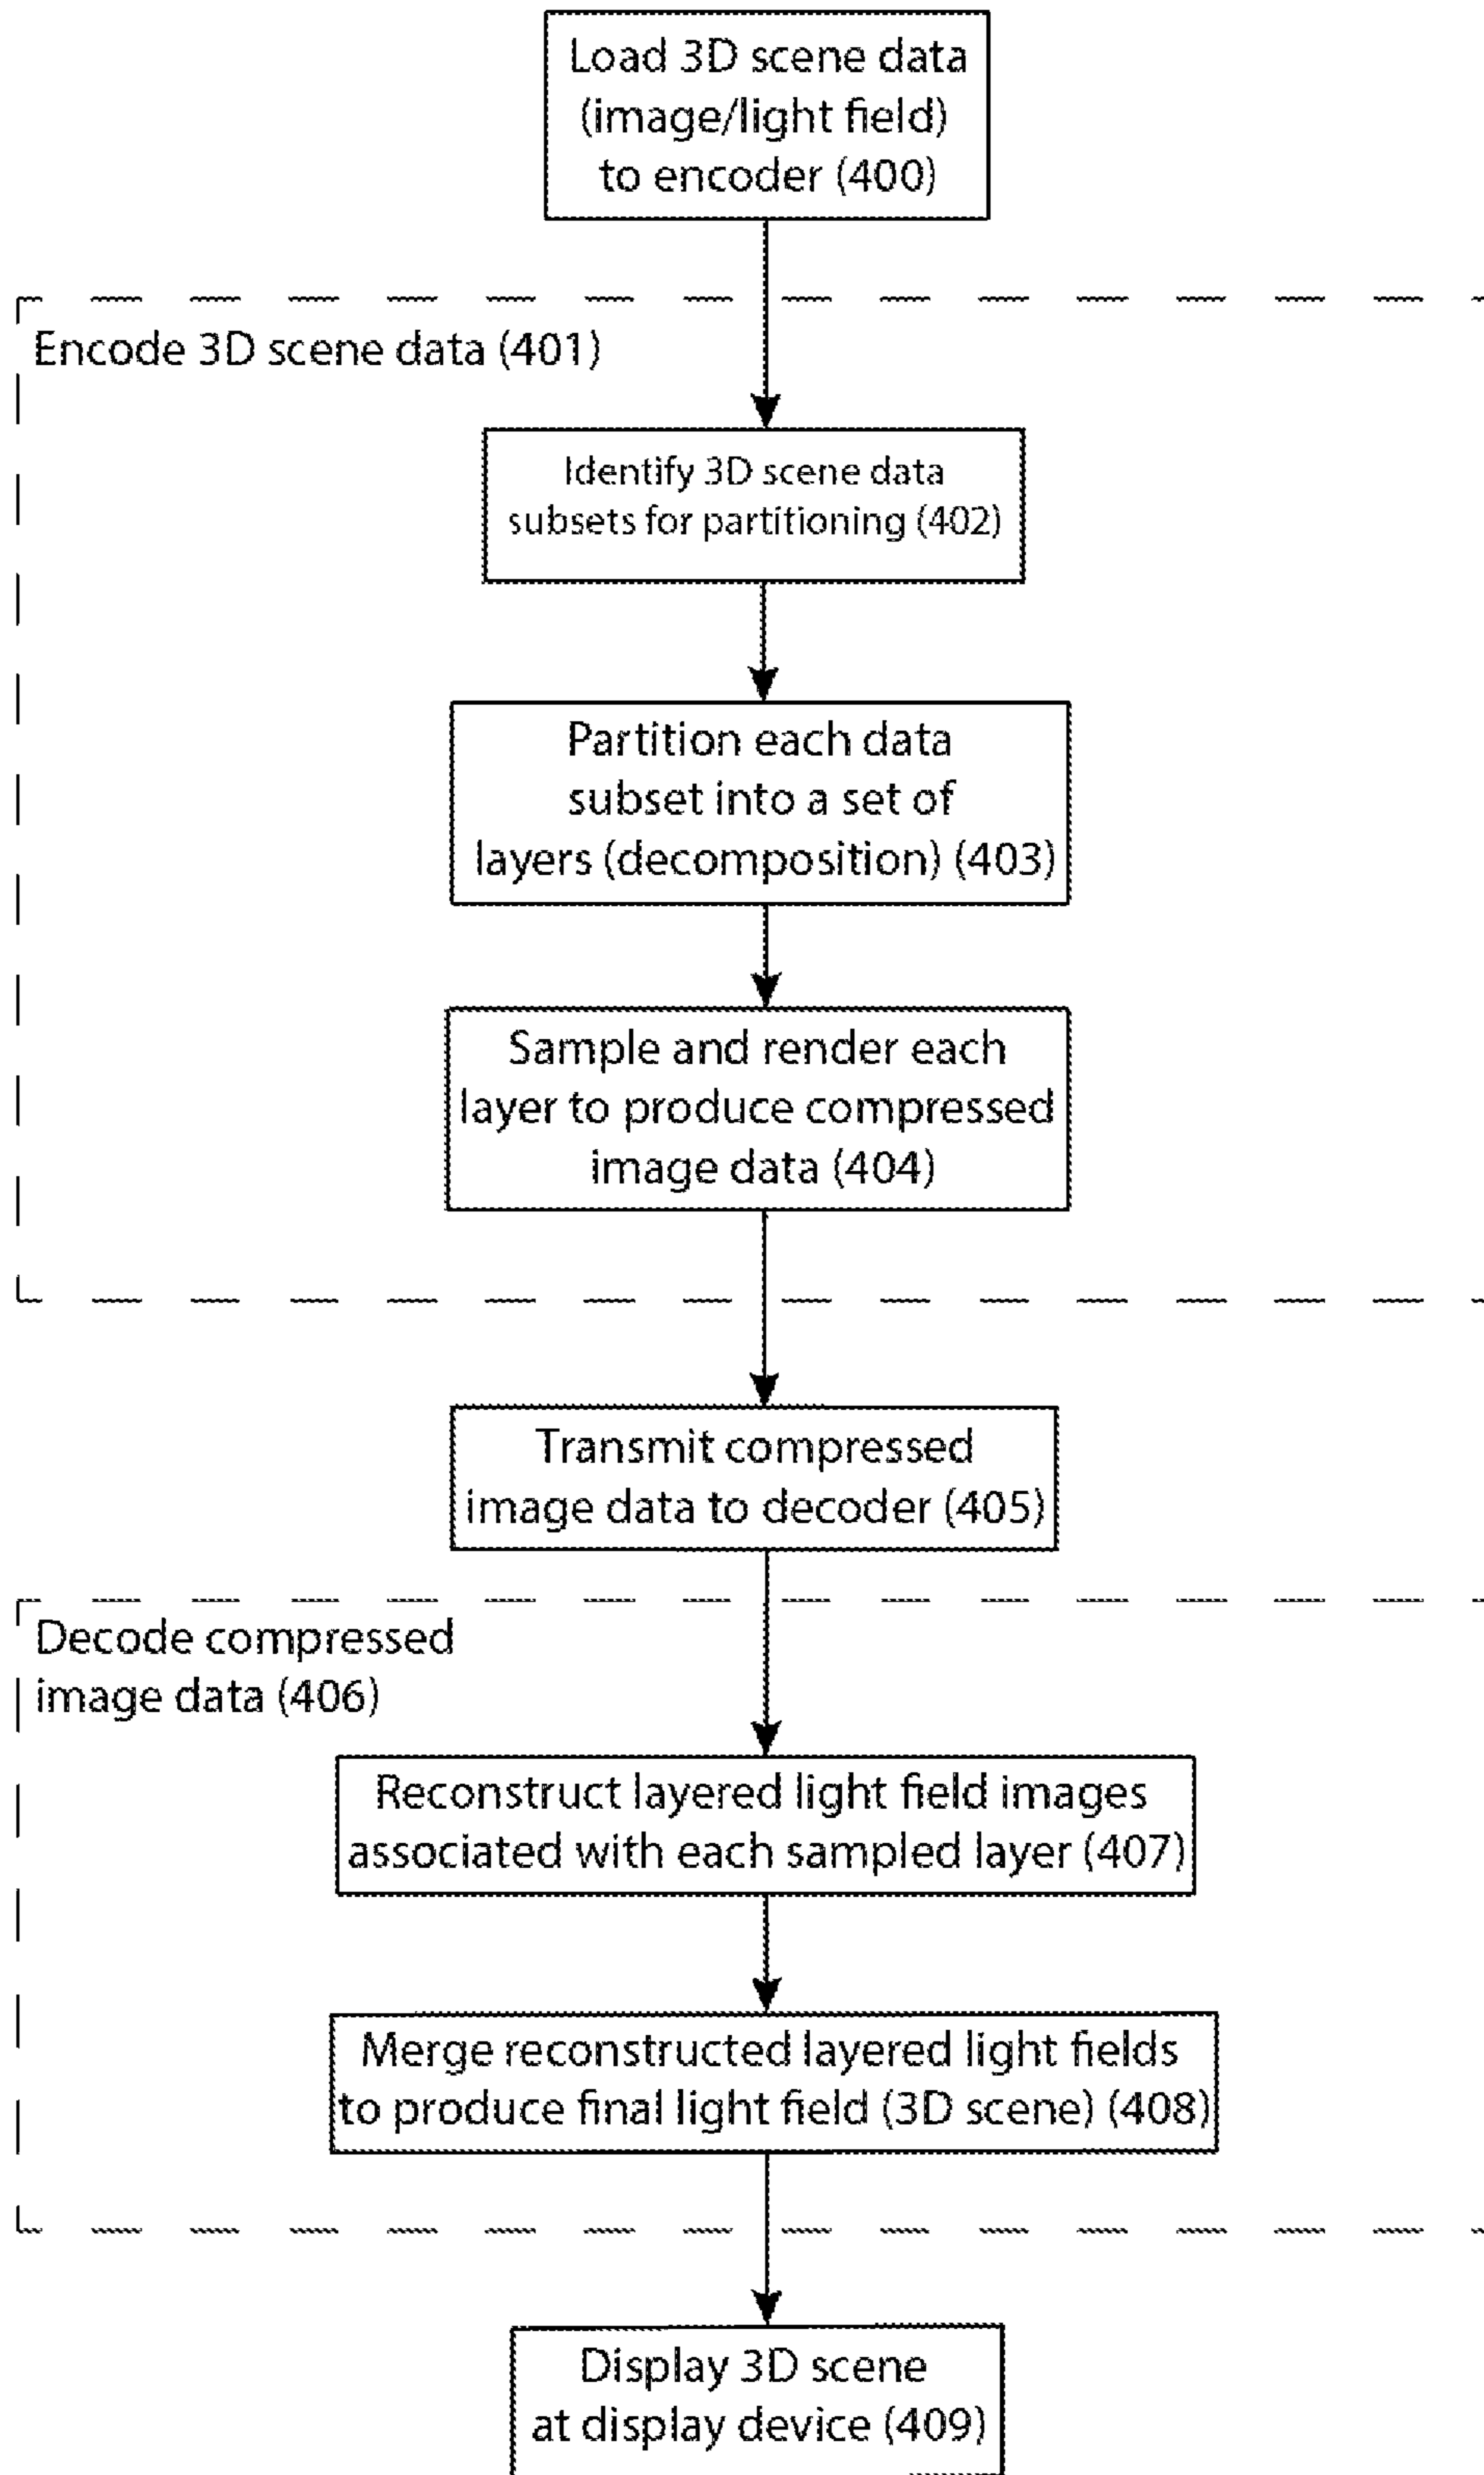 Load 3D scene data
(image/light field)
to encoder (400)
Encode 3D scene data (401)
Identify 3D scene data
subsets for partitioning (402)
Partition each data
subset into a set of
layers (decomposition) (403)
Sample and render each
layer to produce compressed
image data (404)
Transmit compressed
image data to decoder (405)
Decode compressed
image data (406)
Reconstruct layered light field images
associated with each sampled layer (407)
Merge reconstructed layered light fields
to produce final light field (3D scene) (408)
Display 3D scene
at display device (409)